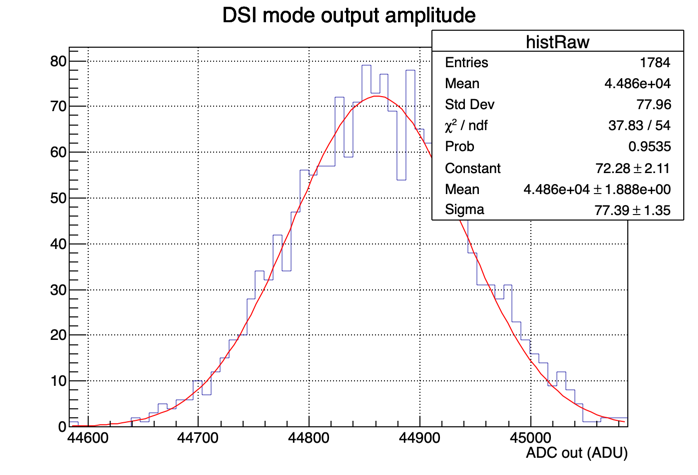 DSI mode output amplitude
histRaw
Entries 1784
Mean 4.486e+04
Std Dev 77.96
χ² / ndf 37.83 / 54
Prob 0.9535
Constant 72.28 ± 2.11
Mean 4.486e+04 ± 1.888e+00
Sigma 77.39 ± 1.35
80
70
60
50
40
30
20
10
0
44600 44700 44800 44900 45000
ADC out (ADU)